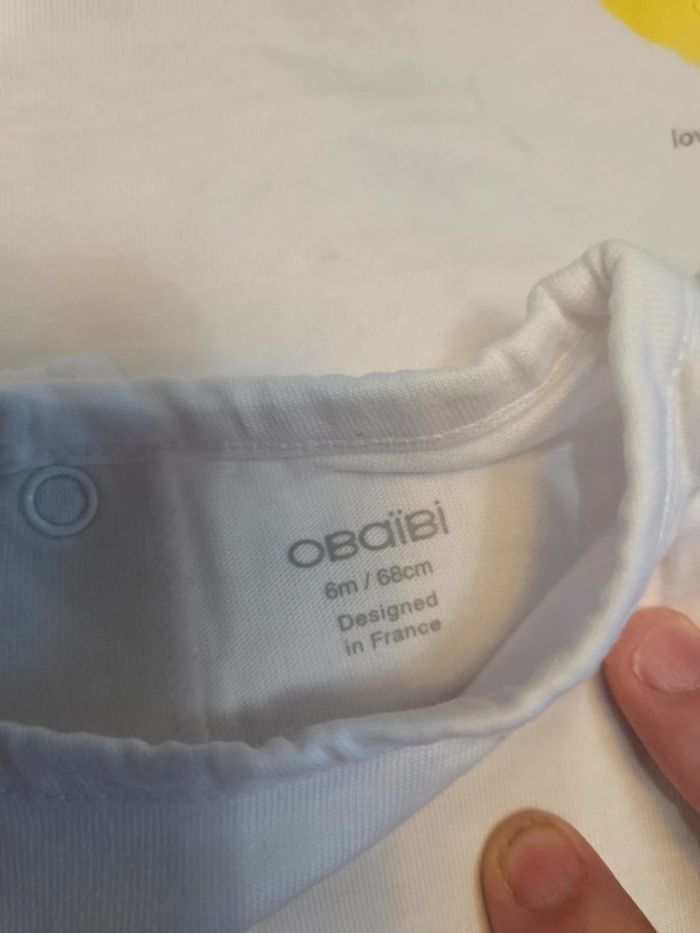 OBaïBi
6m / 68cm
Designed
in France